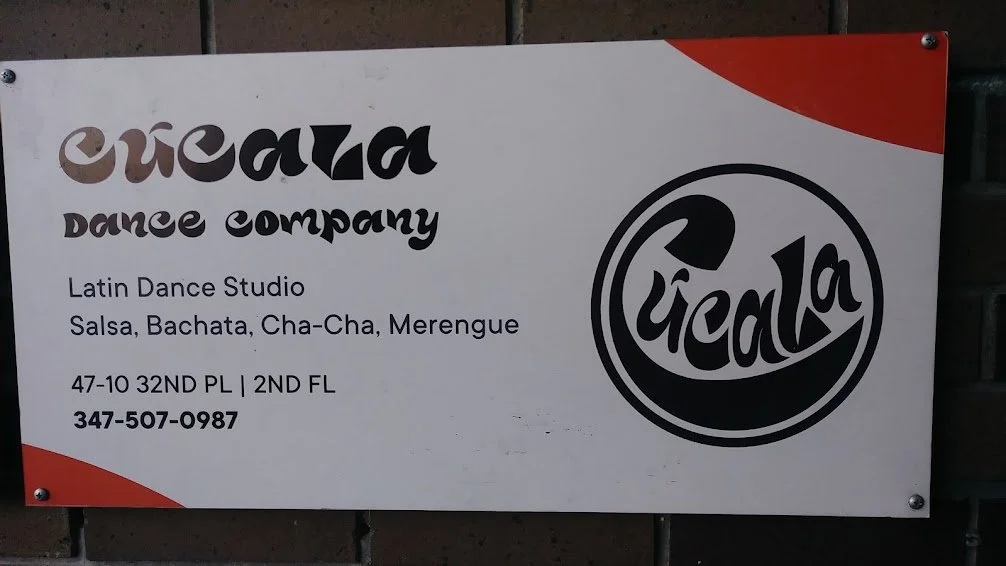 cúcala
Dance company
Latin Dance Studio
Salsa, Bachata, Cha-Cha, Merengue
47-10 32ND PL | 2ND FL
347-507-0987
Cúcala